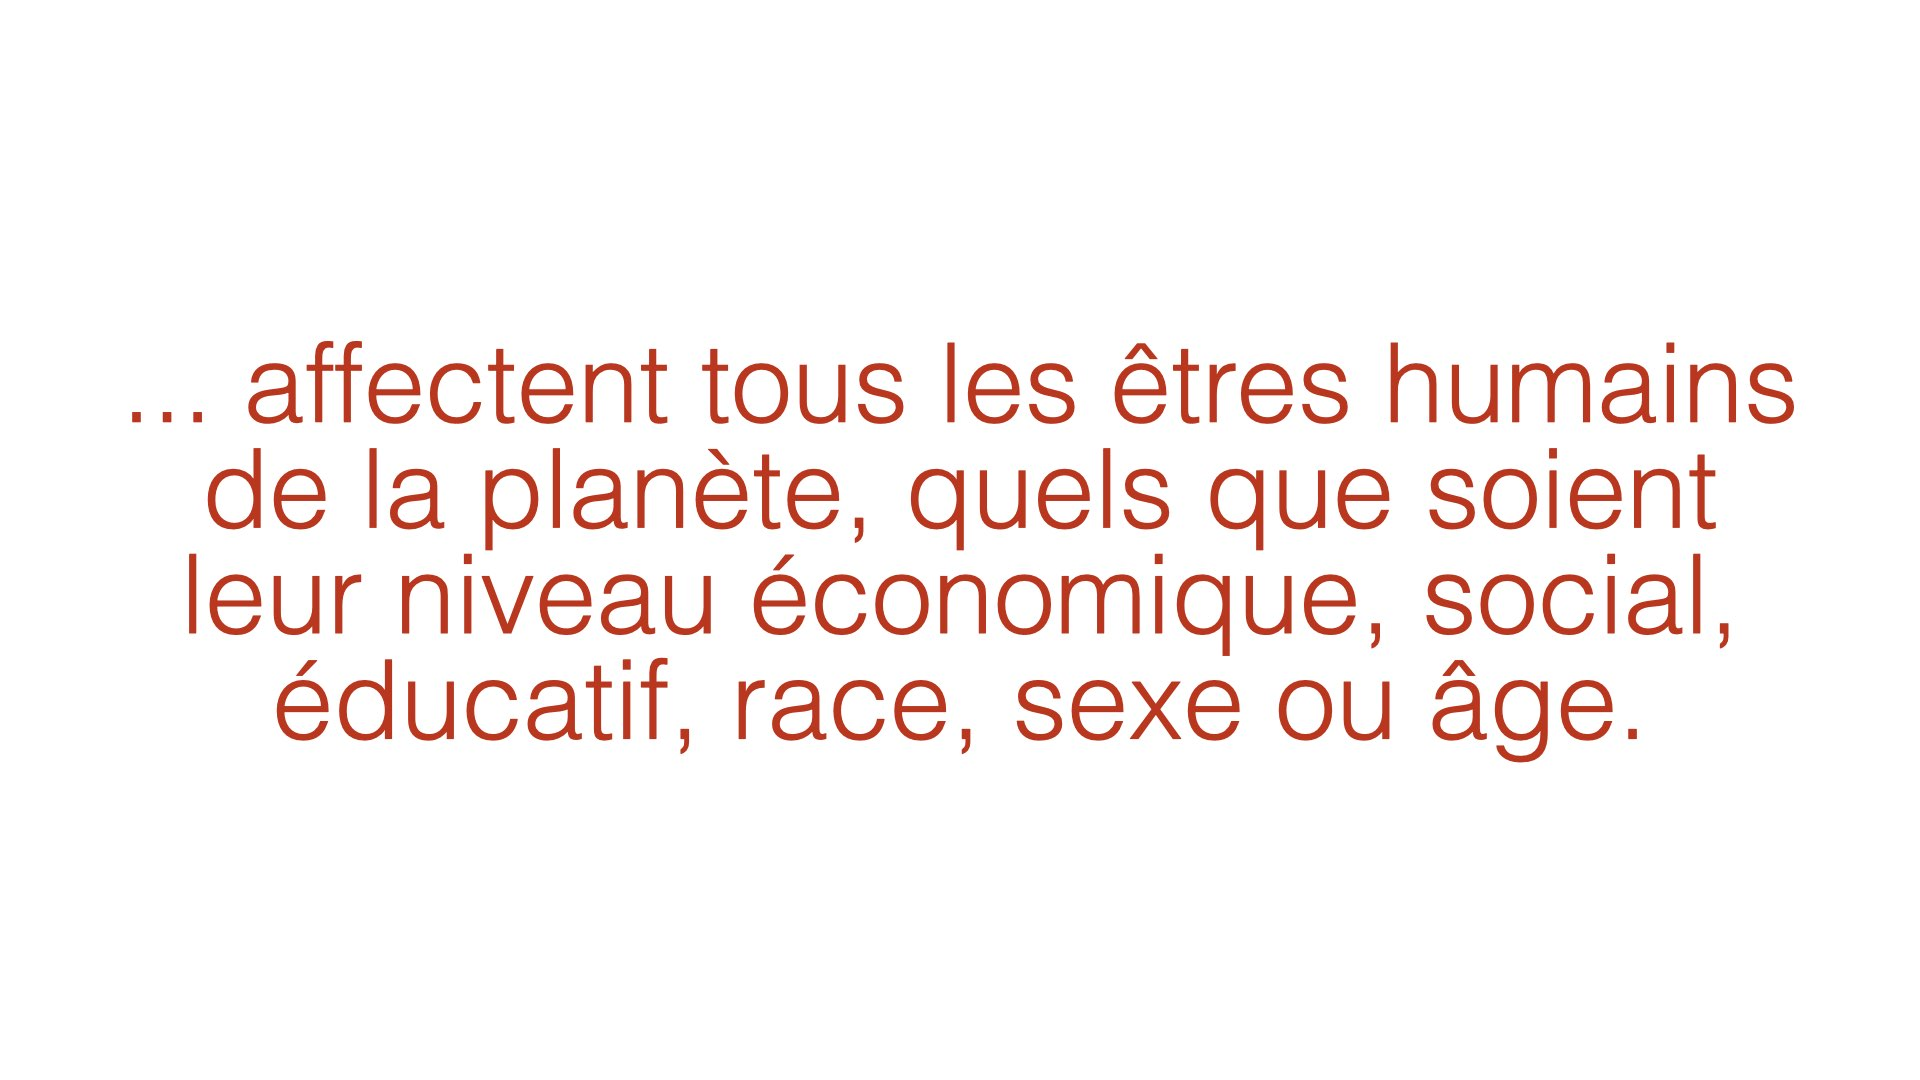 ... affectent tous les êtres humains
de la planète, quels que soient
leur niveau économique, social,
éducatif, race, sexe ou âge.